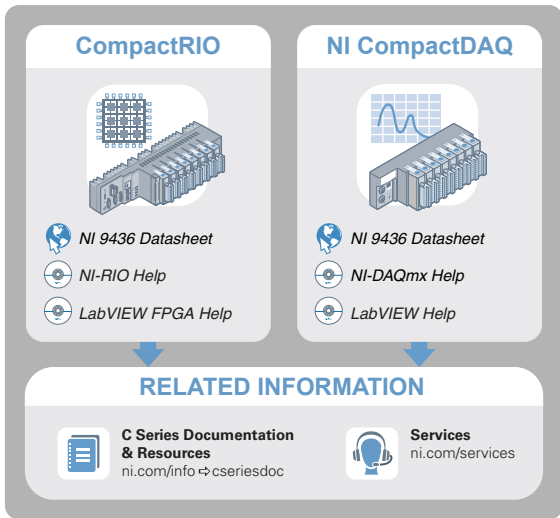 CompactRIO
NI 9436 Datasheet
NI-RIO Help
LabVIEW FPGA Help
NI CompactDAQ
NI 9436 Datasheet
NI-DAQmx Help
LabVIEW Help
RELATED INFORMATION
C Series Documentation
& Resources
ni.com/info ⇨ cseriesdoc
Services
ni.com/services